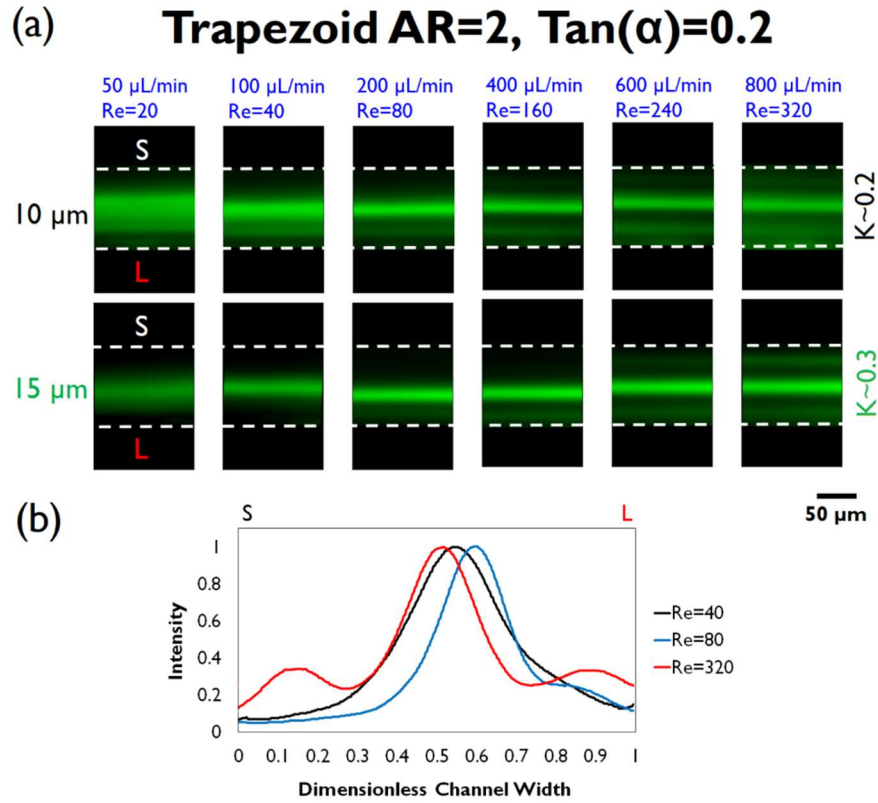 (a)
Trapezoid AR=2, Tan(α)=0.2
50 μL/min 100 μL/min 200 μL/min 400 μL/min 600 μL/min 800 μL/min
Re=20 Re=40 Re=80 Re=160 Re=240 Re=320
S
10 μm
K~0.2
L
S
15 μm
K~0.3
L
50 μm
(b)
S L
1
0.8
0.6
0.4
0.2
0
Intensity
Re=40
Re=80
Re=320
0 0.1 0.2 0.3 0.4 0.5 0.6 0.7 0.8 0.9 1
Dimensionless Channel Width